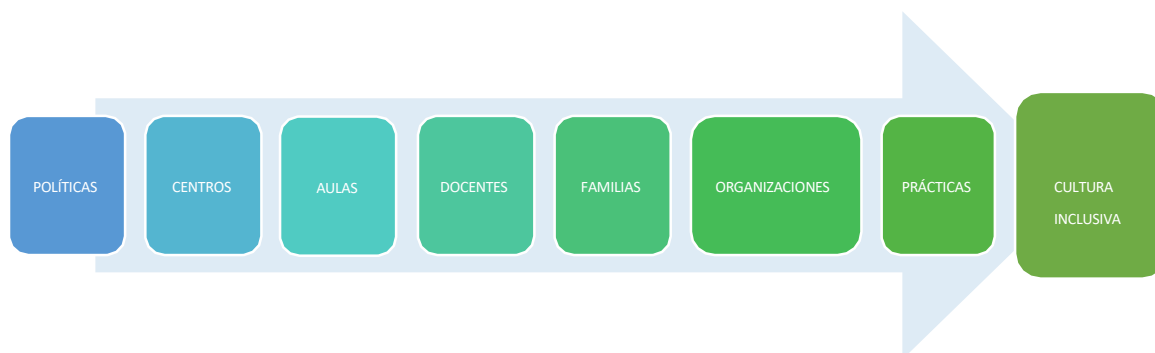 POLÍTICAS
CENTROS
AULAS
DOCENTES
FAMILIAS
ORGANIZACIONES
PRÁCTICAS
CULTURA
INCLUSIVA